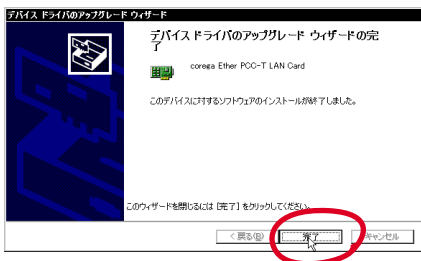 デバイス ドライバのアップグレード ウィザード
デバイス ドライバのアップグレード ウィザードの完
了
corega Ether PCC-T LAN Card
このデバイスに対するソフトウェアのインストールが終了しました。
このウィザードを閉じるには [完了] をクリックしてください。
< 戻る(B)
完了
キャンセル